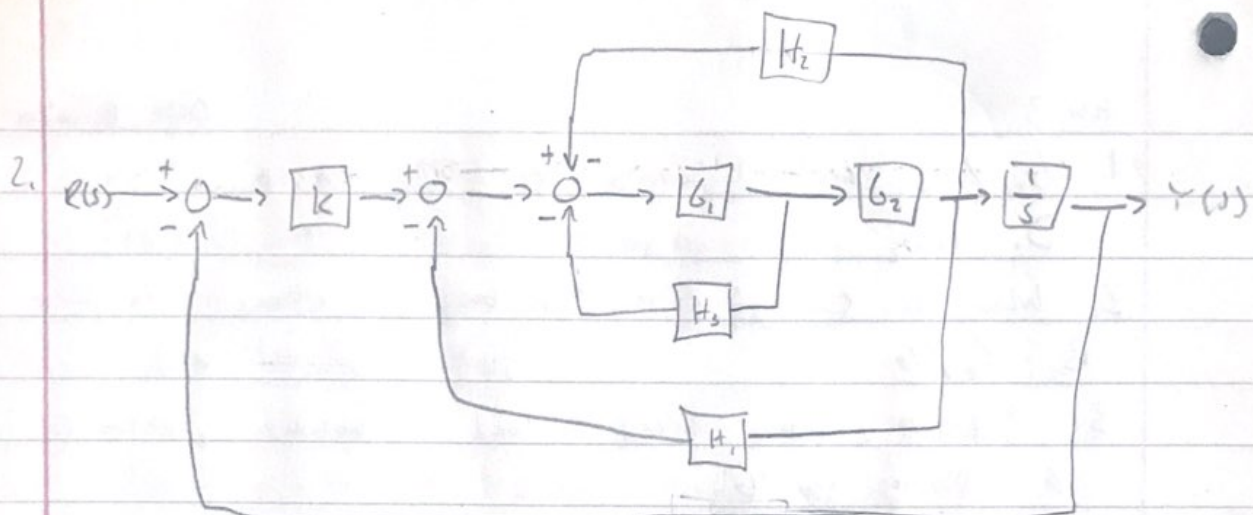 H₂
2. R(s) + - K + - + - - G₁ G₂ 1/s Y(s)
H₃
H₁